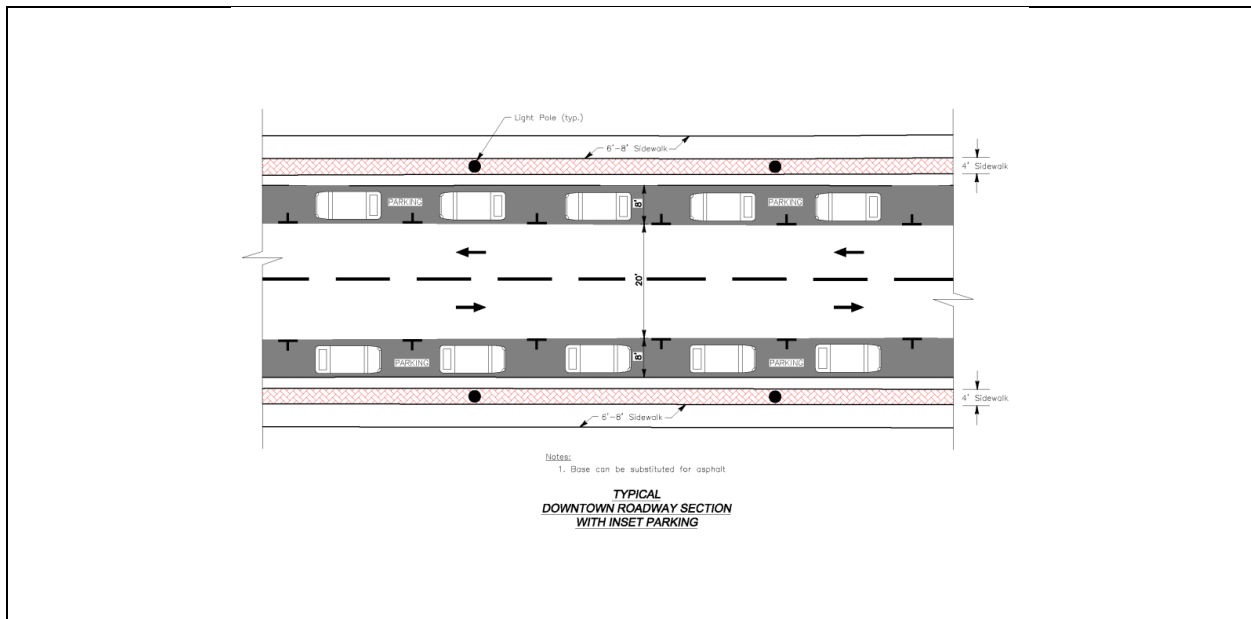 Light Pole (typ.)
6'-8' Sidewalk
4' Sidewalk
PARKING
8'
PARKING
20'
PARKING
8'
PARKING
4' Sidewalk
6'-8' Sidewalk
Notes:
1. Base can be substituted for asphalt
TYPICAL
DOWNTOWN ROADWAY SECTION
WITH INSET PARKING